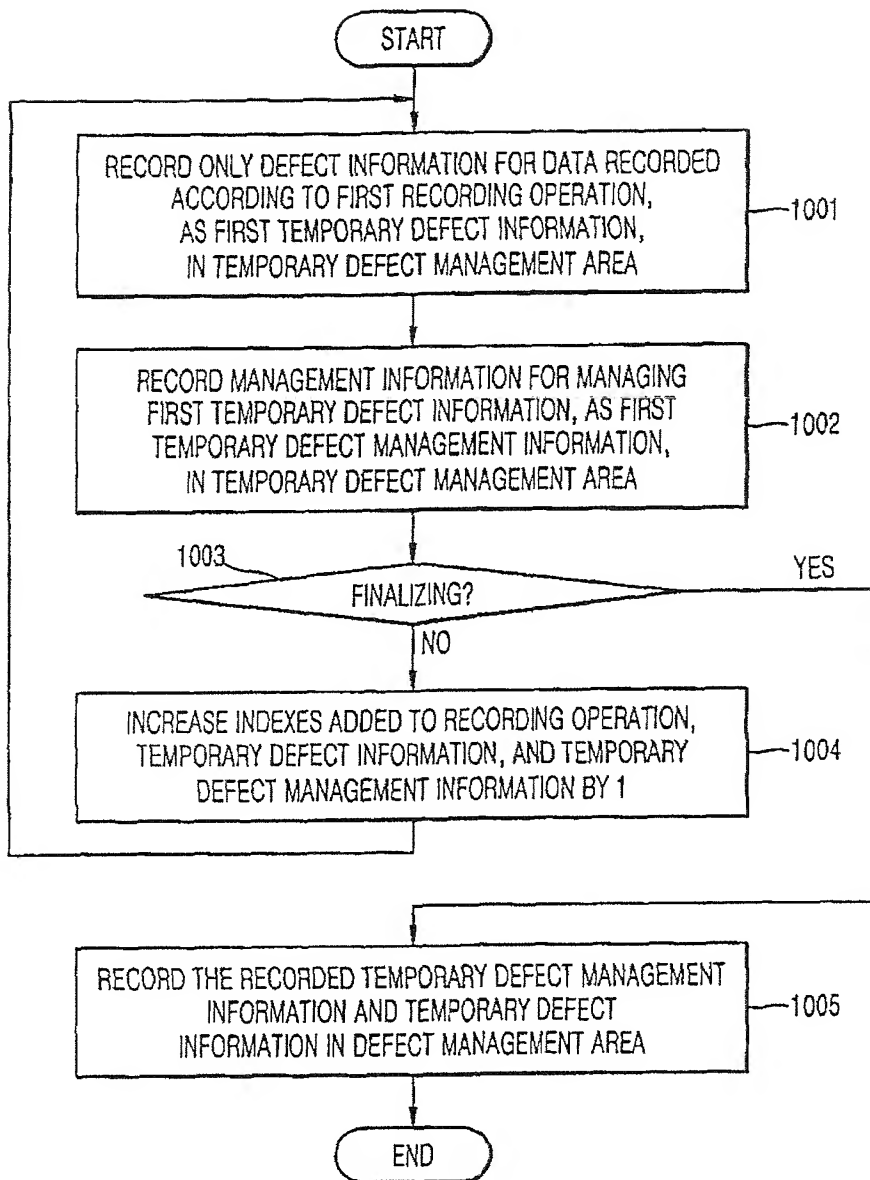 START
RECORD ONLY DEFECT INFORMATION FOR DATA RECORDED
ACCORDING TO FIRST RECORDING OPERATION,
AS FIRST TEMPORARY DEFECT INFORMATION,
IN TEMPORARY DEFECT MANAGEMENT AREA
1001
RECORD MANAGEMENT INFORMATION FOR MANAGING
FIRST TEMPORARY DEFECT INFORMATION, AS FIRST
TEMPORARY DEFECT MANAGEMENT INFORMATION,
IN TEMPORARY DEFECT MANAGEMENT AREA
1002
1003
FINALIZING?
YES
NO
INCREASE INDEXES ADDED TO RECORDING OPERATION,
TEMPORARY DEFECT INFORMATION, AND TEMPORARY
DEFECT MANAGEMENT INFORMATION BY 1
1004
RECORD THE RECORDED TEMPORARY DEFECT MANAGEMENT
INFORMATION AND TEMPORARY DEFECT
INFORMATION IN DEFECT MANAGEMENT AREA
1005
END